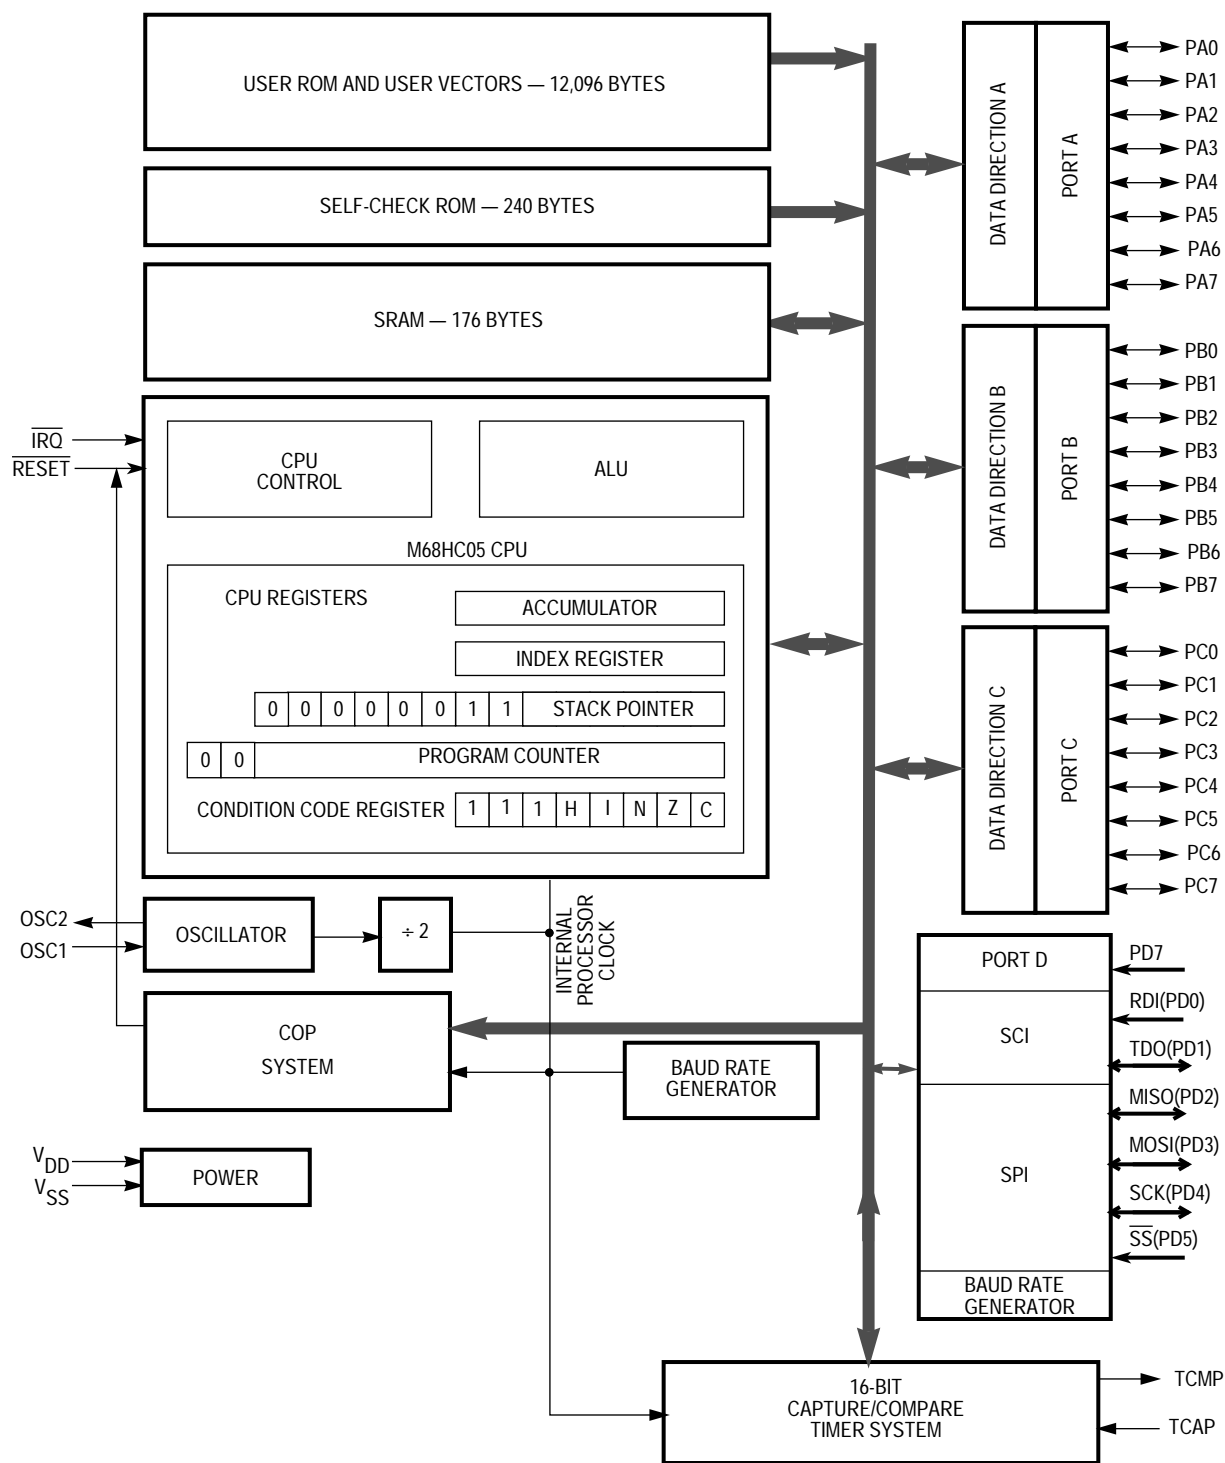 USER ROM AND USER VECTORS — 12,096 BYTES
SELF-CHECK ROM — 240 BYTES
SRAM — 176 BYTES
IRQ
RESET
CPU
CONTROL
ALU
M68HC05 CPU
CPU REGISTERS
ACCUMULATOR
INDEX REGISTER
0 0 0 0 0 0 1 1 STACK POINTER
0 0 PROGRAM COUNTER
CONDITION CODE REGISTER 1 1 1 H I N Z C
OSC2
OSC1
OSCILLATOR
÷ 2
INTERNAL
PROCESSOR
CLOCK
COP
SYSTEM
BAUD RATE
GENERATOR
VDD
VSS
POWER
DATA DIRECTION A
PORT A
PA0
PA1
PA2
PA3
PA4
PA5
PA6
PA7
DATA DIRECTION B
PORT B
PB0
PB1
PB2
PB3
PB4
PB5
PB6
PB7
DATA DIRECTION C
PORT C
PC0
PC1
PC2
PC3
PC4
PC5
PC6
PC7
PORT D
PD7
SCI
RDI(PD0)
TDO(PD1)
SPI
MISO(PD2)
MOSI(PD3)
SCK(PD4)
SS(PD5)
BAUD RATE
GENERATOR
16-BIT
CAPTURE/COMPARE
TIMER SYSTEM
TCMP
TCAP